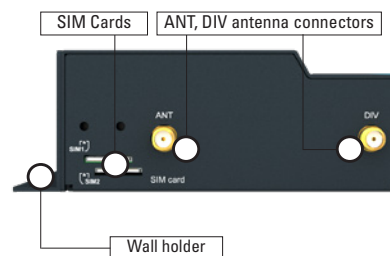 SIM Cards
ANT, DIV antenna connectors
ANT
DIV
SIM1
SIM2
SIM card
Wall holder